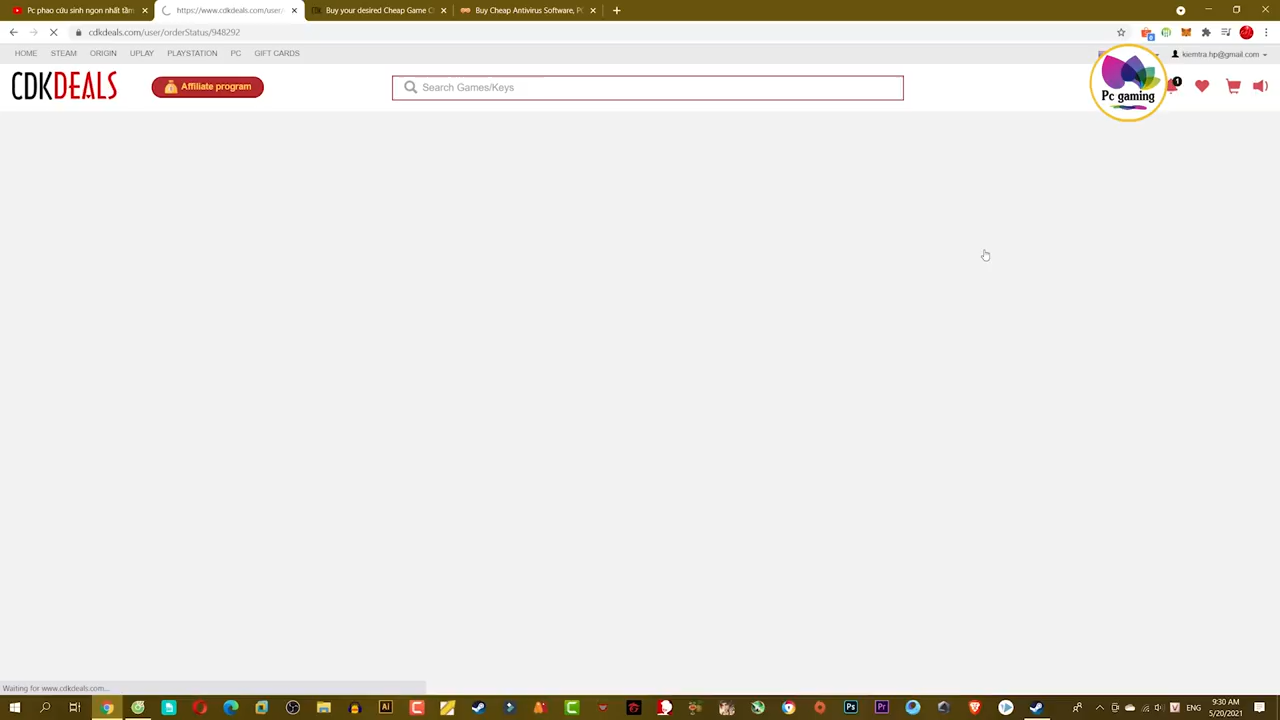 Pc phao cứu sinh ngon nhất tầm
https://www.cdkdeals.com/user/
Buy your desired Cheap Game C
Buy Cheap Antivirus Software, P
cdkdeals.com/user/orderStatus/948292
HOME STEAM ORIGIN UPLAY PLAYSTATION PC GIFT CARDS
kiemtra.hp@gmail.com
CDKDEALS
Affiliate program
Search Games/Keys
Pc gaming
1
Waiting for www.cdkdeals.com...
9:30 AM
5/20/2021